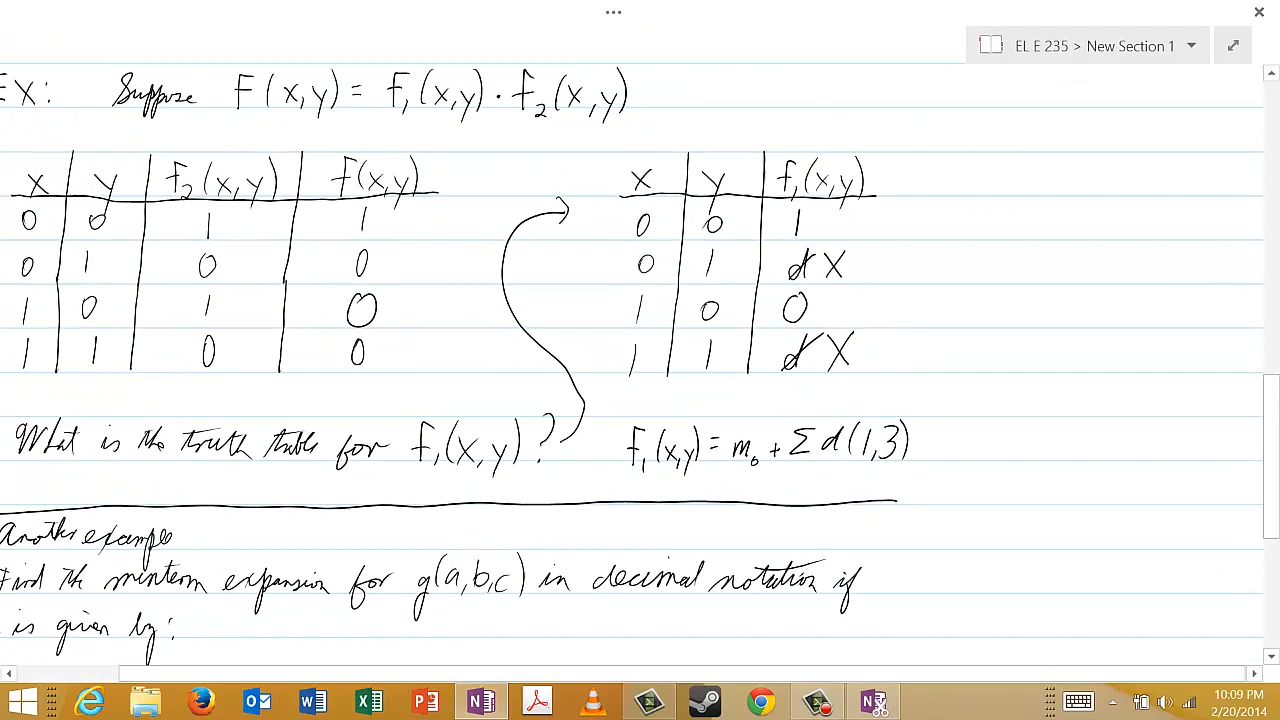 EL E 235 > New Section 1
EX: Suppose F(x,y) = f₁(x,y) · f₂(x,y)
x y f₂(x,y) F(x,y)
0 0 1 1
0 1 0 0
1 0 1 0
1 1 0 0
x y f₁(x,y)
0 0 1
0 1 d X
1 0 0
1 1 d X
What is the truth table for f₁(x,y)?
f₁(x,y) = m₀ + Σ d(1,3)
Another example
Find the minterm expansion for g(a,b,c) in decimal notation if
is given by:
10:09 PM
2/20/2014